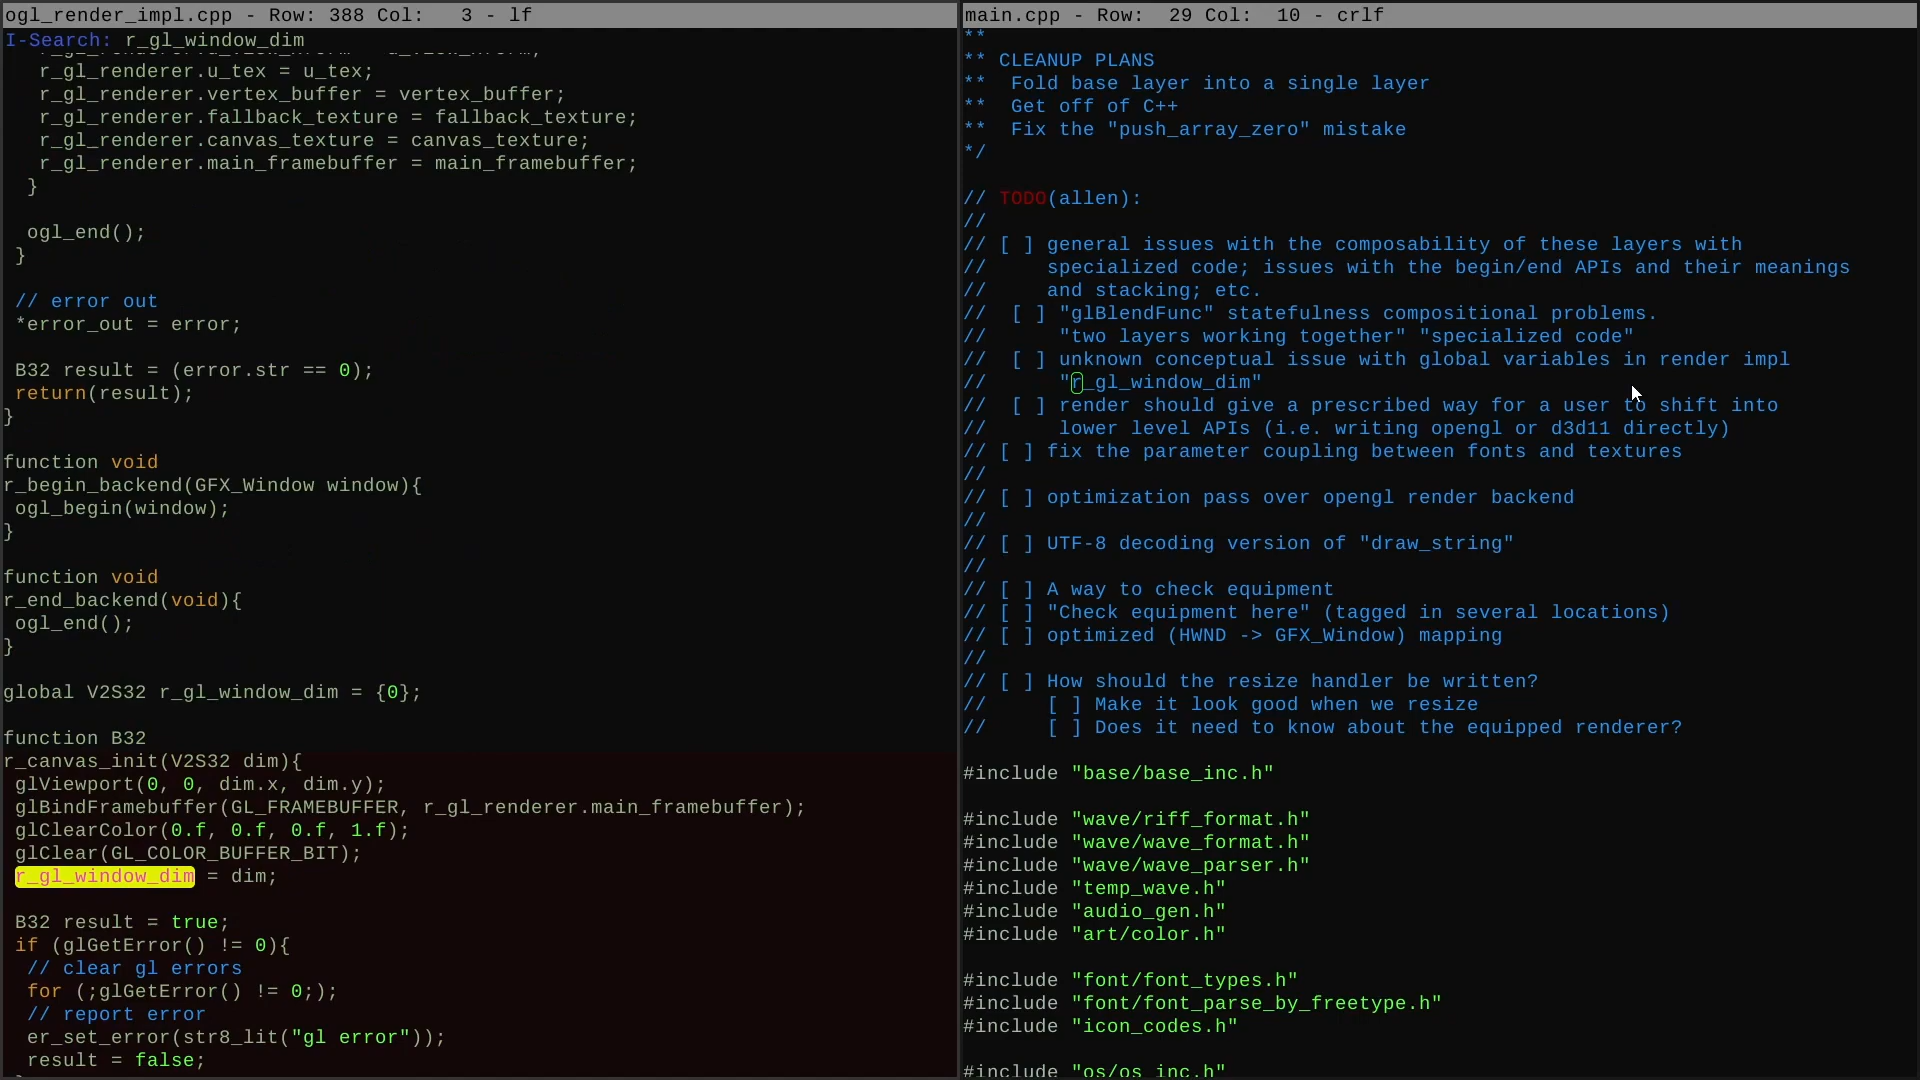 ogl_render_impl.cpp - Row: 388 Col:   3 - lf
I-Search: r_gl_window_dim
r_gl_renderer.u_tex = u_tex;
r_gl_renderer.vertex_buffer = vertex_buffer;
r_gl_renderer.fallback_texture = fallback_texture;
r_gl_renderer.canvas_texture = canvas_texture;
r_gl_renderer.main_framebuffer = main_framebuffer;
}
ogl_end();
}
// error out
*error_out = error;
B32 result = (error.str == 0);
return(result);
}
function void
r_begin_backend(GFX_Window window){
ogl_begin(window);
}
function void
r_end_backend(void){
ogl_end();
}
global V2S32 r_gl_window_dim = {0};
function B32
r_canvas_init(V2S32 dim){
glViewport(0, 0, dim.x, dim.y);
glBindFramebuffer(GL_FRAMEBUFFER, r_gl_renderer.main_framebuffer);
glClearColor(0.f, 0.f, 0.f, 1.f);
glClear(GL_COLOR_BUFFER_BIT);
r_gl_window_dim = dim;
B32 result = true;
if (glGetError() != 0){
// clear gl errors
for (;glGetError() != 0;);
// report error
er_set_error(str8_lit("gl error"));
result = false;
main.cpp - Row:  29 Col:  10 - crlf
**
** CLEANUP PLANS
**  Fold base layer into a single layer
**  Get off of C++
**  Fix the "push_array_zero" mistake
*/
// TODO(allen):
//
// [ ] general issues with the composability of these layers with
//     specialized code; issues with the begin/end APIs and their meanings
//     and stacking; etc.
//  [ ] "glBlendFunc" statefulness compositional problems.
//      "two layers working together" "specialized code"
//  [ ] unknown conceptual issue with global variables in render impl
//      "r_gl_window_dim"
//  [ ] render should give a prescribed way for a user to shift into
//      lower level APIs (i.e. writing opengl or d3d11 directly)
// [ ] fix the parameter coupling between fonts and textures
//
// [ ] optimization pass over opengl render backend
//
// [ ] UTF-8 decoding version of "draw_string"
//
// [ ] A way to check equipment
// [ ] "Check equipment here" (tagged in several locations)
// [ ] optimized (HWND -> GFX_Window) mapping
//
// [ ] How should the resize handler be written?
//     [ ] Make it look good when we resize
//     [ ] Does it need to know about the equipped renderer?
#include "base/base_inc.h"
#include "wave/riff_format.h"
#include "wave/wave_format.h"
#include "wave/wave_parser.h"
#include "temp_wave.h"
#include "audio_gen.h"
#include "art/color.h"
#include "font/font_types.h"
#include "font/font_parse_by_freetype.h"
#include "icon_codes.h"
#include "os/os_inc.h"